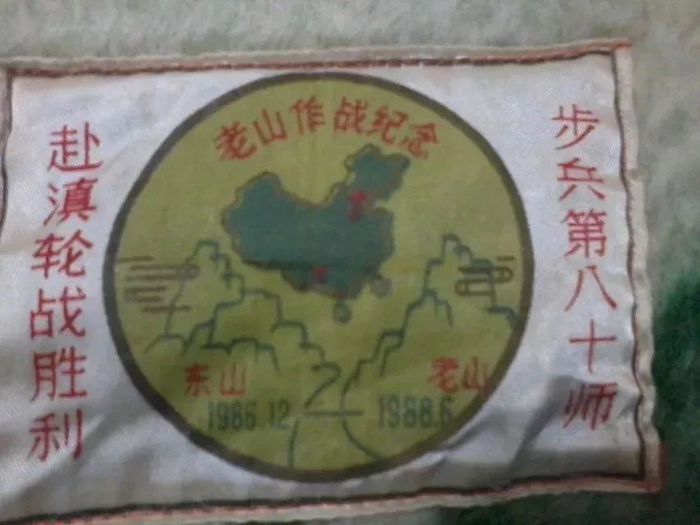 老山作战纪念
赴滇轮战胜利
步兵第八十师
东山
老山
1986.12 — 1988.6